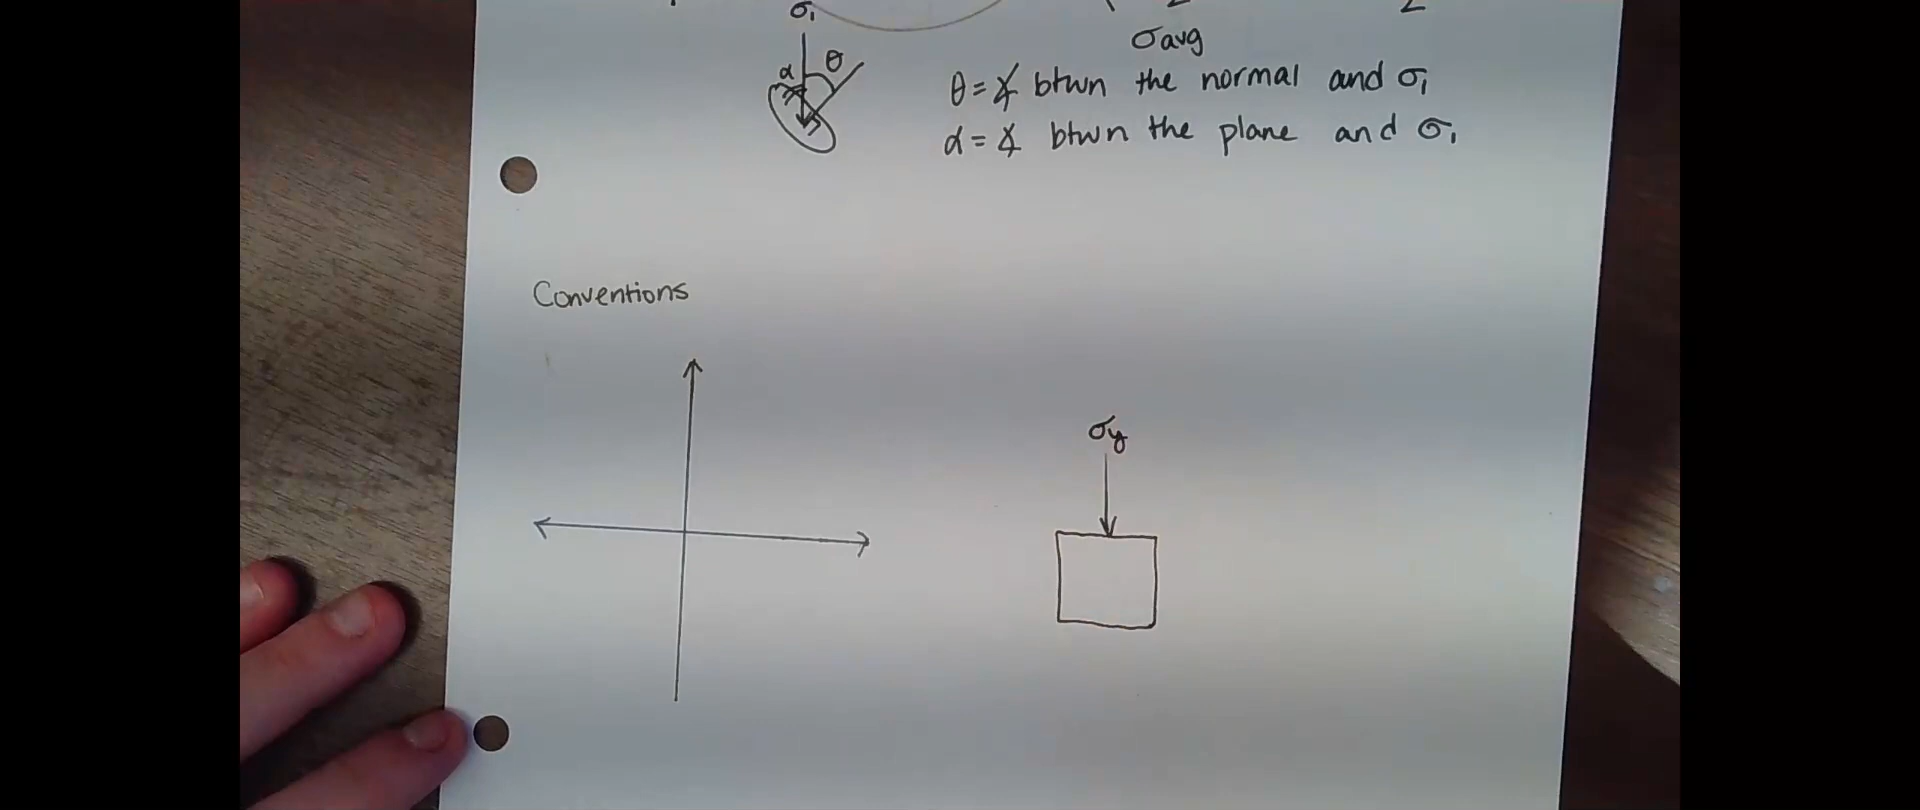 σ₁
σavg
α θ
θ = ∡ btwn the normal and σ₁
α = ∡ btwn the plane and σ₁
Conventions
σy